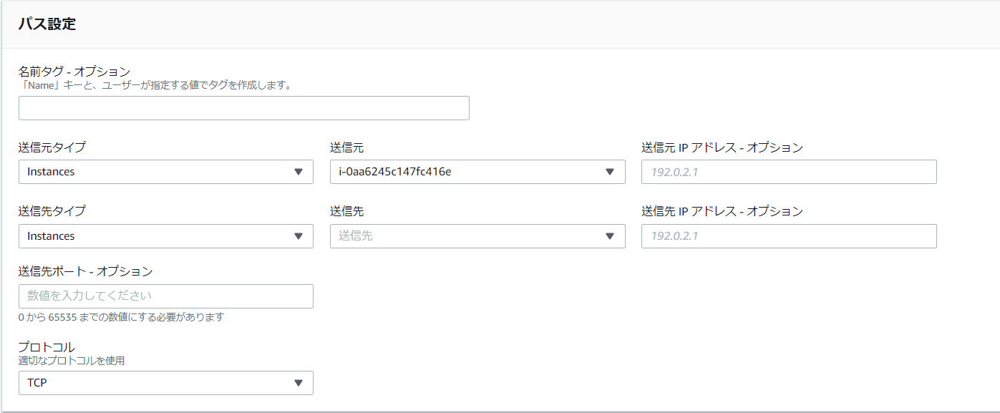 パス設定
名前タグ - オプション
「Name」キーと、ユーザーが指定する値でタグを作成します。
送信元タイプ
送信元
送信元 IP アドレス - オプション
Instances
i-0aa6245c147fc416e
192.0.2.1
送信先タイプ
送信先
送信先 IP アドレス - オプション
Instances
送信先
192.0.2.1
送信先ポート - オプション
数値を入力してください
0 から 65535 までの数値にする必要があります
プロトコル
適切なプロトコルを使用
TCP